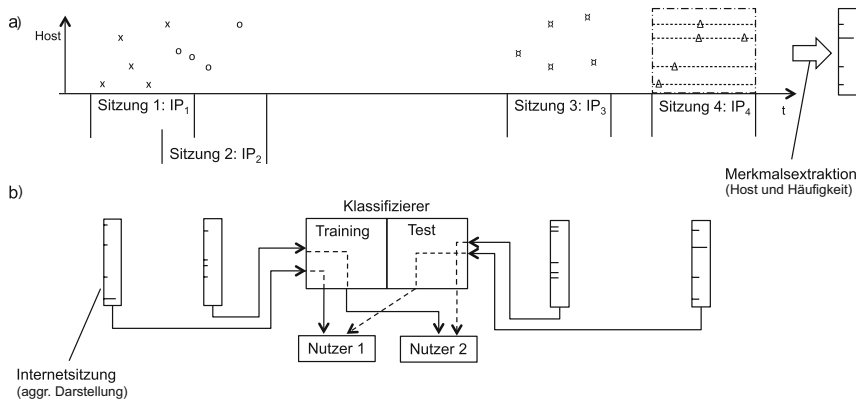 a)
Host
x x x x x
o o o o o
¤ ¤ ¤ ¤ ¤
Δ Δ Δ Δ Δ
Sitzung 1: IP₁
Sitzung 2: IP₂
Sitzung 3: IP₃
Sitzung 4: IP₄
t
Merkmalsextraktion
(Host und Häufigkeit)
b)
Klassifizierer
Training
Test
Nutzer 1
Nutzer 2
Internetsitzung
(aggr. Darstellung)